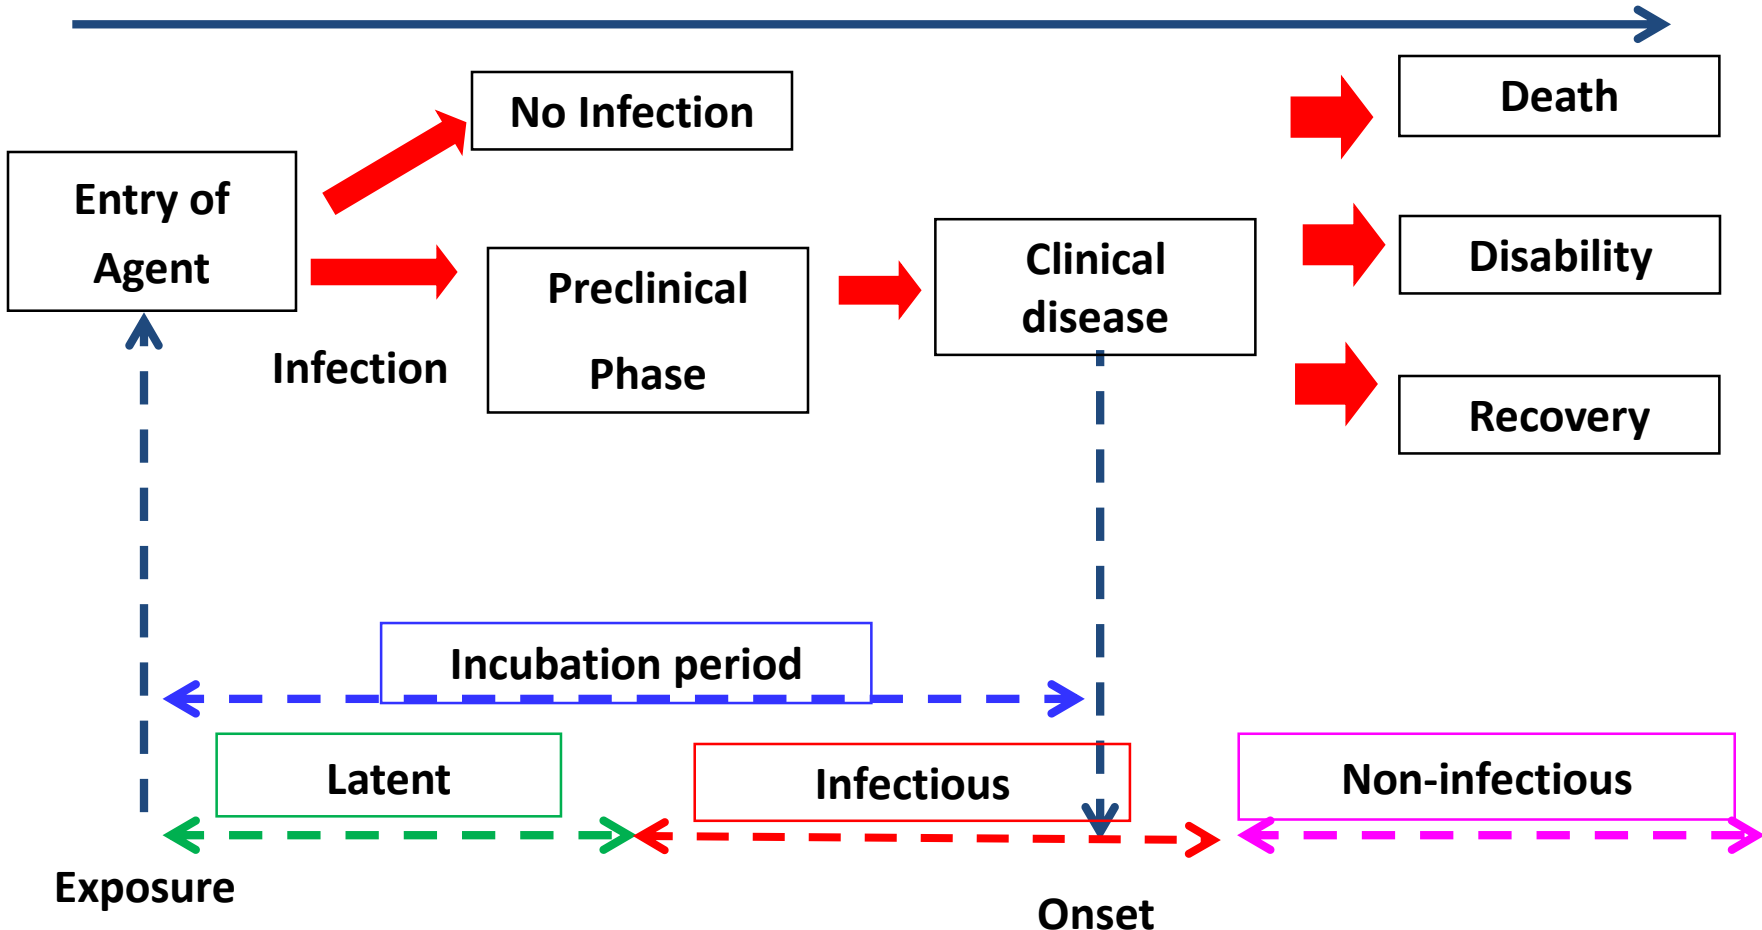 No Infection
Death
Entry of
Agent
Preclinical
Phase
Clinical
disease
Disability
Infection
Recovery
Incubation period
Latent
Infectious
Non-infectious
Exposure
Onset